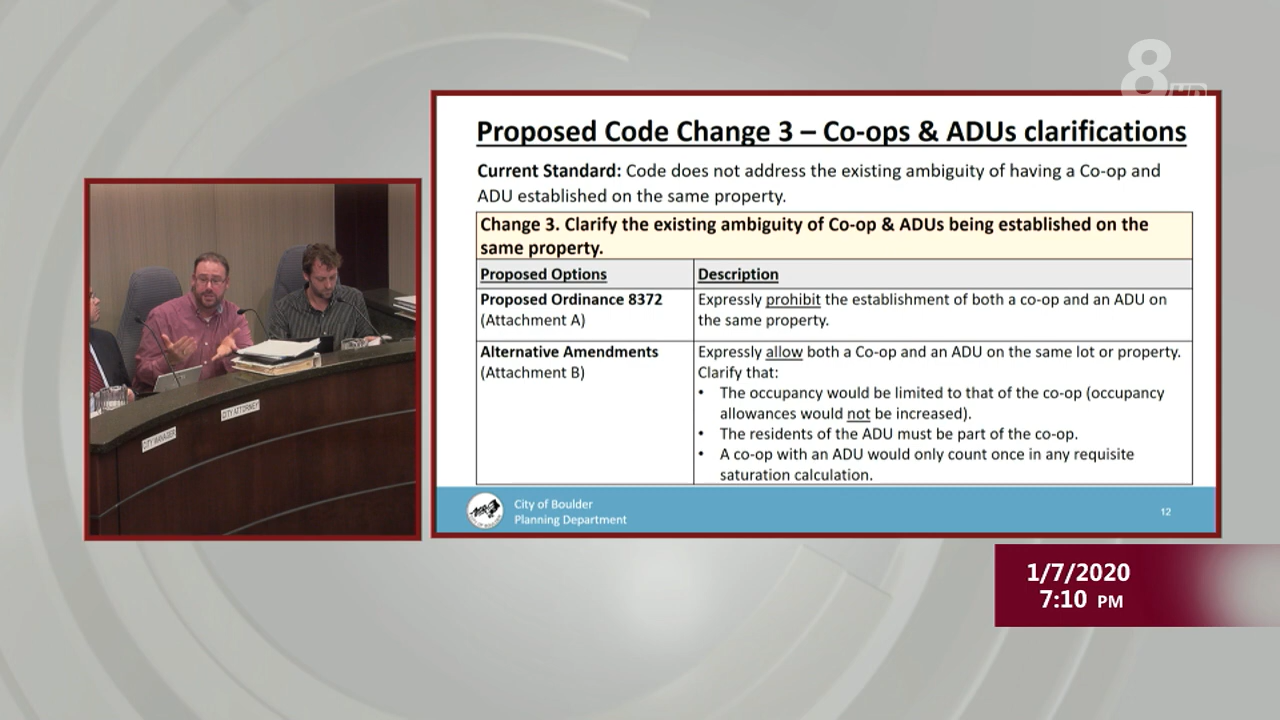 8
HD
Proposed Code Change 3 – Co-ops & ADUs clarifications
Current Standard: Code does not address the existing ambiguity of having a Co-op and
ADU established on the same property.
Change 3. Clarify the existing ambiguity of Co-op & ADUs being established on the
same property.
Proposed Options
Description
Proposed Ordinance 8372
(Attachment A)
Expressly prohibit the establishment of both a co-op and an ADU on
the same property.
Alternative Amendments
(Attachment B)
Expressly allow both a Co-op and an ADU on the same lot or property.
Clarify that:
• The occupancy would be limited to that of the co-op (occupancy
allowances would not be increased).
• The residents of the ADU must be part of the co-op.
• A co-op with an ADU would only count once in any requisite
saturation calculation.
City of Boulder
Planning Department
12
CITY MANAGER
CITY ATTORNEY
1/7/2020
7:10 PM